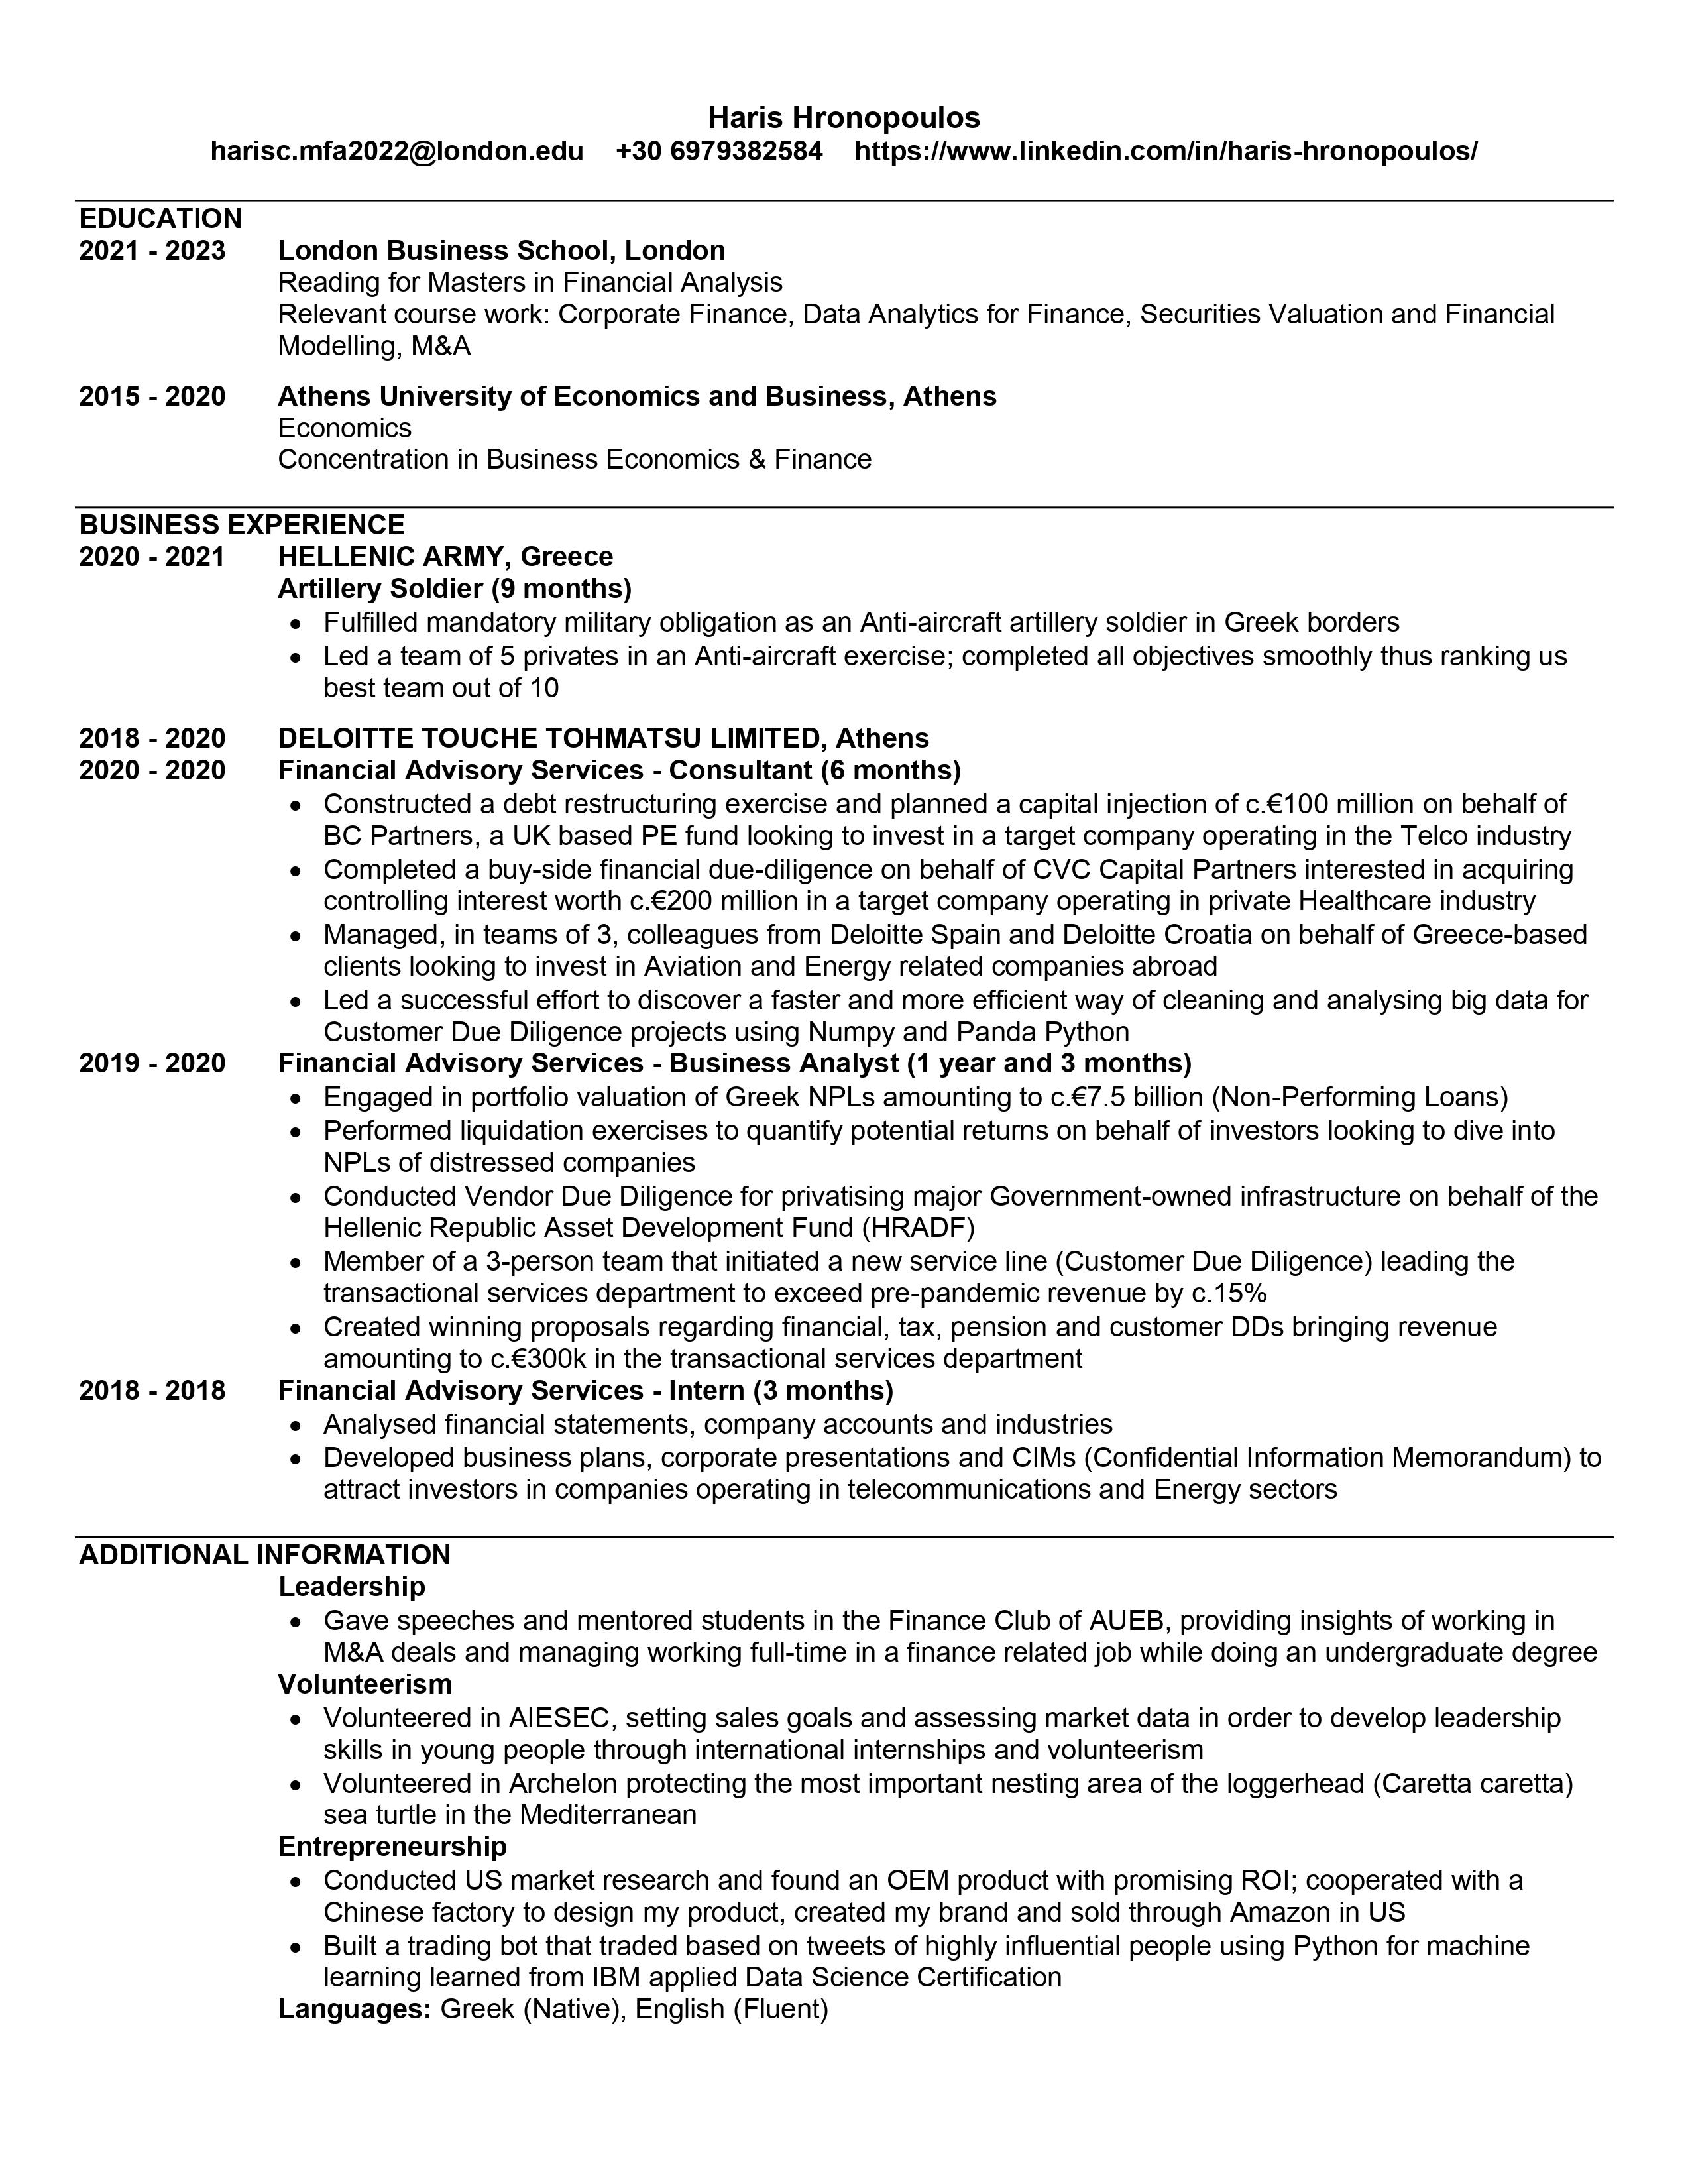 Haris Hronopoulos
harisc.mfa2022@london.edu +30 6979382584 https://www.linkedin.com/in/haris-hronopoulos/
EDUCATION
2021 - 2023 London Business School, London
Reading for Masters in Financial Analysis
Relevant course work: Corporate Finance, Data Analytics for Finance, Securities Valuation and Financial
Modelling, M&A
2015 - 2020 Athens University of Economics and Business, Athens
Economics
Concentration in Business Economics & Finance
BUSINESS EXPERIENCE
2020 - 2021 HELLENIC ARMY, Greece
Artillery Soldier (9 months)
• Fulfilled mandatory military obligation as an Anti-aircraft artillery soldier in Greek borders
• Led a team of 5 privates in an Anti-aircraft exercise; completed all objectives smoothly thus ranking us
best team out of 10
2018 - 2020 DELOITTE TOUCHE TOHMATSU LIMITED, Athens
2020 - 2020 Financial Advisory Services - Consultant (6 months)
• Constructed a debt restructuring exercise and planned a capital injection of c.€100 million on behalf of
BC Partners, a UK based PE fund looking to invest in a target company operating in the Telco industry
• Completed a buy-side financial due-diligence on behalf of CVC Capital Partners interested in acquiring
controlling interest worth c.€200 million in a target company operating in private Healthcare industry
• Managed, in teams of 3, colleagues from Deloitte Spain and Deloitte Croatia on behalf of Greece-based
clients looking to invest in Aviation and Energy related companies abroad
• Led a successful effort to discover a faster and more efficient way of cleaning and analysing big data for
Customer Due Diligence projects using Numpy and Panda Python
2019 - 2020 Financial Advisory Services - Business Analyst (1 year and 3 months)
• Engaged in portfolio valuation of Greek NPLs amounting to c.€7.5 billion (Non-Performing Loans)
• Performed liquidation exercises to quantify potential returns on behalf of investors looking to dive into
NPLs of distressed companies
• Conducted Vendor Due Diligence for privatising major Government-owned infrastructure on behalf of the
Hellenic Republic Asset Development Fund (HRADF)
• Member of a 3-person team that initiated a new service line (Customer Due Diligence) leading the
transactional services department to exceed pre-pandemic revenue by c.15%
• Created winning proposals regarding financial, tax, pension and customer DDs bringing revenue
amounting to c.€300k in the transactional services department
2018 - 2018 Financial Advisory Services - Intern (3 months)
• Analysed financial statements, company accounts and industries
• Developed business plans, corporate presentations and CIMs (Confidential Information Memorandum) to
attract investors in companies operating in telecommunications and Energy sectors
ADDITIONAL INFORMATION
Leadership
• Gave speeches and mentored students in the Finance Club of AUEB, providing insights of working in
M&A deals and managing working full-time in a finance related job while doing an undergraduate degree
Volunteerism
• Volunteered in AIESEC, setting sales goals and assessing market data in order to develop leadership
skills in young people through international internships and volunteerism
• Volunteered in Archelon protecting the most important nesting area of the loggerhead (Caretta caretta)
sea turtle in the Mediterranean
Entrepreneurship
• Conducted US market research and found an OEM product with promising ROI; cooperated with a
Chinese factory to design my product, created my brand and sold through Amazon in US
• Built a trading bot that traded based on tweets of highly influential people using Python for machine
learning learned from IBM applied Data Science Certification
Languages: Greek (Native), English (Fluent)